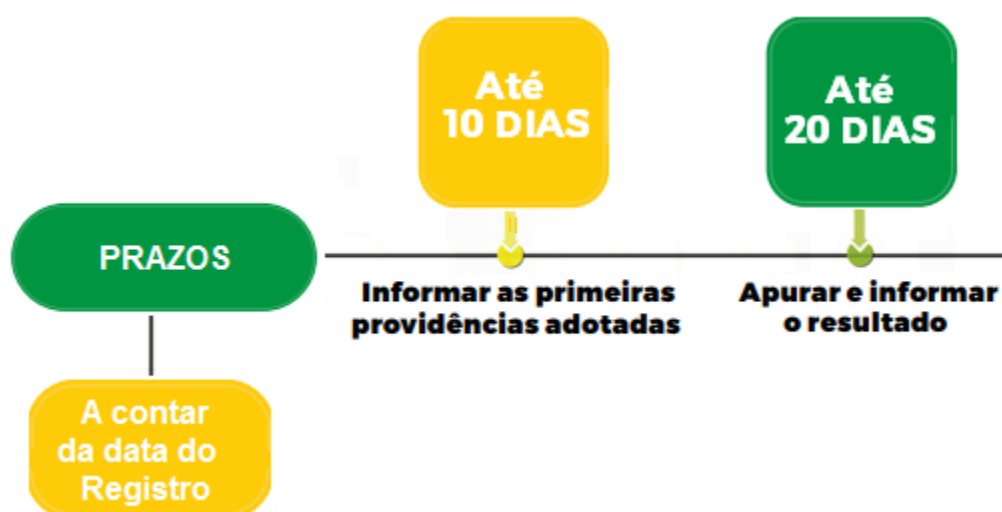 Até
10 DIAS
Até
20 DIAS
PRAZOS
Informar as primeiras
providências adotadas
Apurar e informar
o resultado
A contar
da data do
Registro